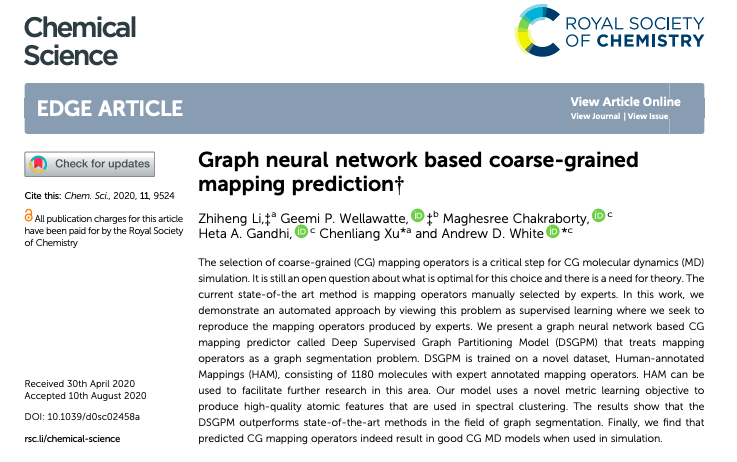 Chemical
Science
ROYAL SOCIETY
OF CHEMISTRY
EDGE ARTICLE
View Article Online
View Journal | View Issue
Check for updates
Cite this: Chem. Sci., 2020, 11, 9524
All publication charges for this article
have been paid for by the Royal Society
of Chemistry
Received 30th April 2020
Accepted 10th August 2020
DOI: 10.1039/d0sc02458a
rsc.li/chemical-science
Graph neural network based coarse-grained
mapping prediction†
Zhiheng Li,‡ᵃ Geemi P. Wellawatte, iD ‡ᵇ Maghesree Chakraborty, iD ᶜ
Heta A. Gandhi, iD ᶜ Chenliang Xu*ᵃ and Andrew D. White iD *ᶜ
The selection of coarse-grained (CG) mapping operators is a critical step for CG molecular dynamics (MD)
simulation. It is still an open question about what is optimal for this choice and there is a need for theory. The
current state-of-the art method is mapping operators manually selected by experts. In this work, we
demonstrate an automated approach by viewing this problem as supervised learning where we seek to
reproduce the mapping operators produced by experts. We present a graph neural network based CG
mapping predictor called Deep Supervised Graph Partitioning Model (DSGPM) that treats mapping
operators as a graph segmentation problem. DSGPM is trained on a novel dataset, Human-annotated
Mappings (HAM), consisting of 1180 molecules with expert annotated mapping operators. HAM can be
used to facilitate further research in this area. Our model uses a novel metric learning objective to
produce high-quality atomic features that are used in spectral clustering. The results show that the
DSGPM outperforms state-of-the-art methods in the field of graph segmentation. Finally, we find that
predicted CG mapping operators indeed result in good CG MD models when used in simulation.